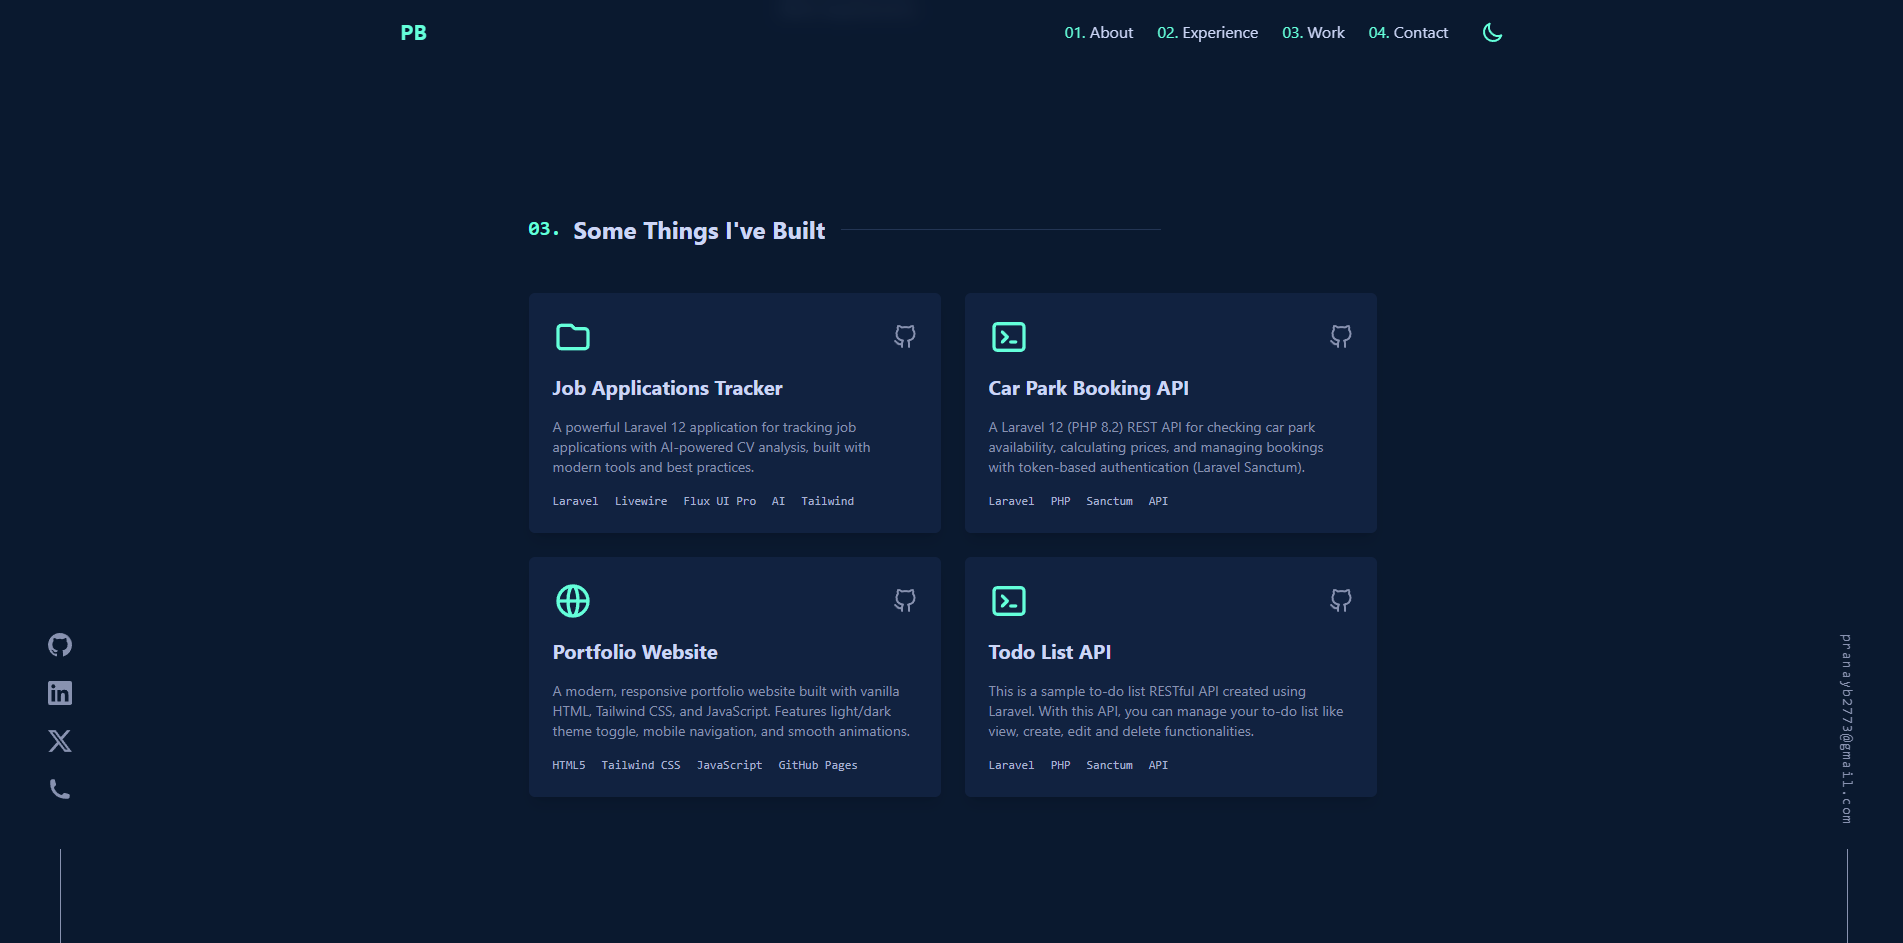 PB
01. About 02. Experience 03. Work 04. Contact
03. Some Things I've Built
Job Applications Tracker
A powerful Laravel 12 application for tracking job
applications with AI-powered CV analysis, built with
modern tools and best practices.
Laravel Livewire Flux UI Pro AI Tailwind
Car Park Booking API
A Laravel 12 (PHP 8.2) REST API for checking car park
availability, calculating prices, and managing bookings
with token-based authentication (Laravel Sanctum).
Laravel PHP Sanctum API
Portfolio Website
A modern, responsive portfolio website built with vanilla
HTML, Tailwind CSS, and JavaScript. Features light/dark
theme toggle, mobile navigation, and smooth animations.
HTML5 Tailwind CSS JavaScript GitHub Pages
Todo List API
This is a sample to-do list RESTful API created using
Laravel. With this API, you can manage your to-do list like
view, create, edit and delete functionalities.
Laravel PHP Sanctum API
pranayb2773@gmail.com